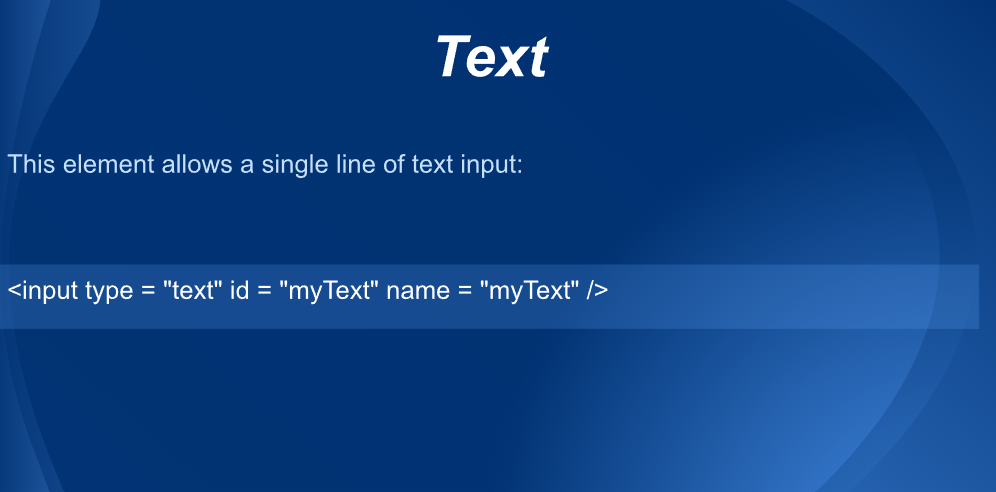 Text
This element allows a single line of text input:
<input type = "text" id = "myText" name = "myText" />